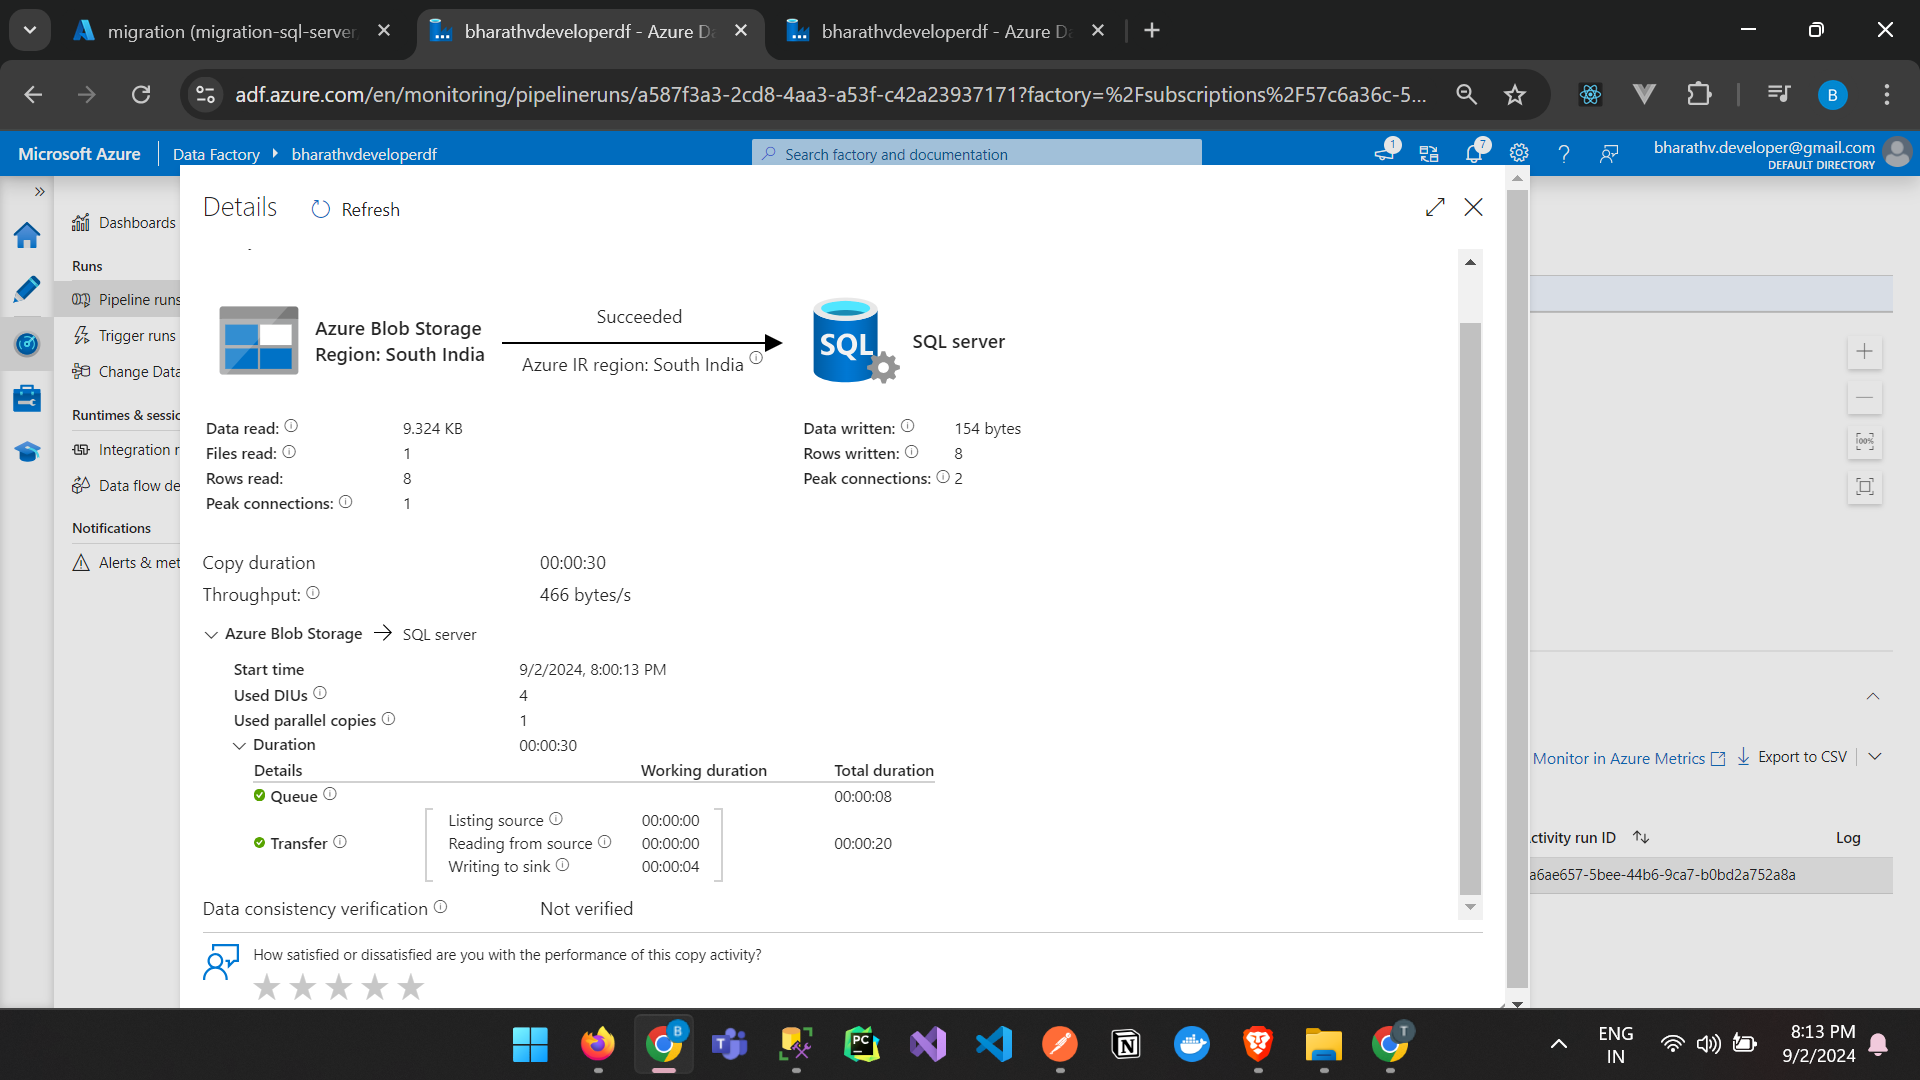 migration (migration-sql-server
bharathvdeveloperdf - Azure Da
bharathvdeveloperdf - Azure Da
adf.azure.com/en/monitoring/pipelineruns/a587f3a3-2cd8-4aa3-a53f-c42a23937171?factory=%2Fsubscriptions%2F57c6a36c-5...
B
Microsoft Azure
Data Factory
bharathvdeveloperdf
Search factory and documentation
1
7
bharathv.developer@gmail.com
DEFAULT DIRECTORY
Dashboards
Runs
Pipeline runs
Trigger runs
Change Data
Runtimes & sessio
Integration r
Data flow de
Notifications
Alerts & met
Details
Refresh
Azure Blob Storage
Region: South India
Succeeded
Azure IR region: South India
SQL
SQL server
Data read: 9.324 KB
Files read: 1
Rows read: 8
Peak connections: 1
Data written: 154 bytes
Rows written: 8
Peak connections: 2
Copy duration 00:00:30
Throughput: 466 bytes/s
Azure Blob Storage → SQL server
Start time 9/2/2024, 8:00:13 PM
Used DIUs 4
Used parallel copies 1
Duration 00:00:30
Details Working duration Total duration
Queue 00:00:08
Listing source 00:00:00
Transfer Reading from source 00:00:00 00:00:20
Writing to sink 00:00:04
Data consistency verification Not verified
How satisfied or dissatisfied are you with the performance of this copy activity?
100%
Monitor in Azure Metrics
Export to CSV
ctivity run ID
Log
a6ae657-5bee-44b6-9ca7-b0bd2a752a8a
B
T
PC
T
ENG
IN
8:13 PM
9/2/2024